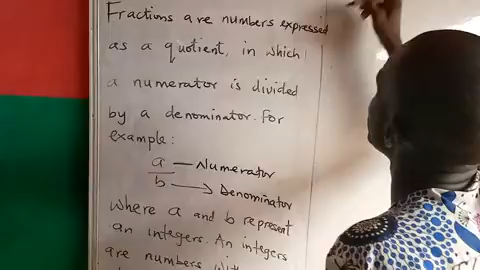 Fractions are numbers expressed
as a quotient, in which
a numerator is divided
by a denominator. For
example:
a — Numerator
b → Denominator
Where a and b represent
an integers. An integers
are numbers